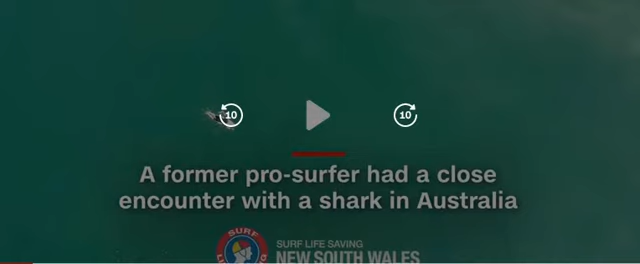 10 10
A former pro-surfer had a close
encounter with a shark in Australia
SURF
SURF LIFE SAVING
NEW SOUTH WALES